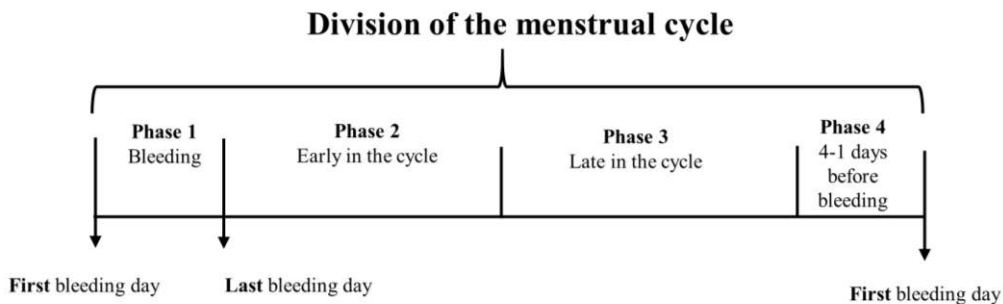 Division of the menstrual cycle
Phase 1
Bleeding
Phase 2
Early in the cycle
Phase 3
Late in the cycle
Phase 4
4-1 days
before
bleeding
First bleeding day
Last bleeding day
First bleeding day